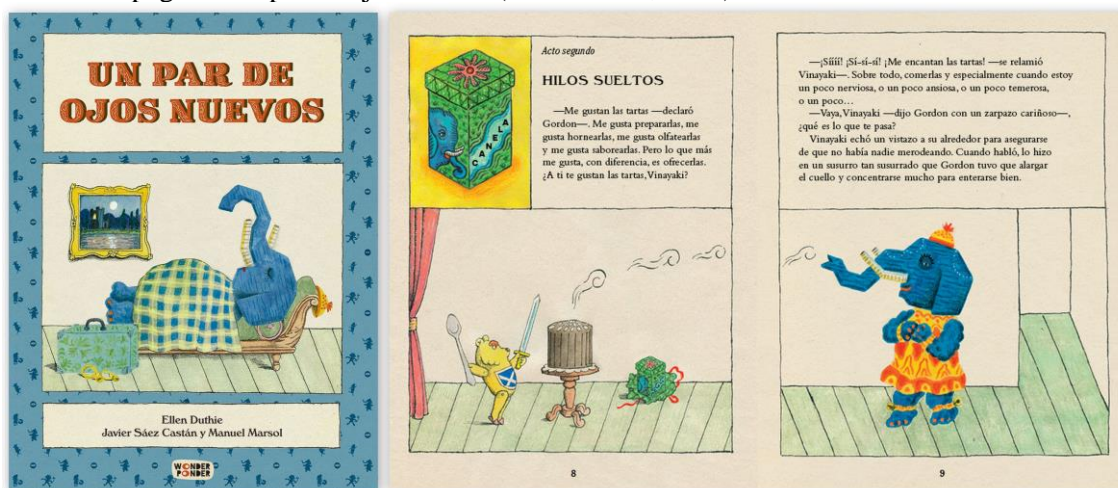 UN PAR DE
OJOS NUEVOS
Ellen Duthie
Javier Sáez Castán y Manuel Marsol
WONDER
PONDER
CANELA
Acto segundo
HILOS SUELTOS
—Me gustan las tartas —declaró
Gordon—. Me gusta prepararlas, me
gusta hornearlas, me gusta olfatearlas
y me gusta saborearlas. Pero lo que más
me gusta, con diferencia, es ofrecerlas.
¿A ti te gustan las tartas, Vinayaki?
8
—¡Síííí! ¡Sí-sí-sí! ¡Me encantan las tartas! —se relamió
Vinayaki—. Sobre todo, comerlas y especialmente cuando estoy
un poco nerviosa, o un poco ansiosa, o un poco temerosa,
o un poco…
—Vaya, Vinayaki —dijo Gordon con un zarpazo cariñoso—,
¿qué es lo que te pasa?
Vinayaki echó un vistazo a su alrededor para asegurarse
de que no había nadie merodeando. Cuando habló, lo hizo
en un susurro tan susurrado que Gordon tuvo que alargar
el cuello y concentrarse mucho para enterarse bien.
9